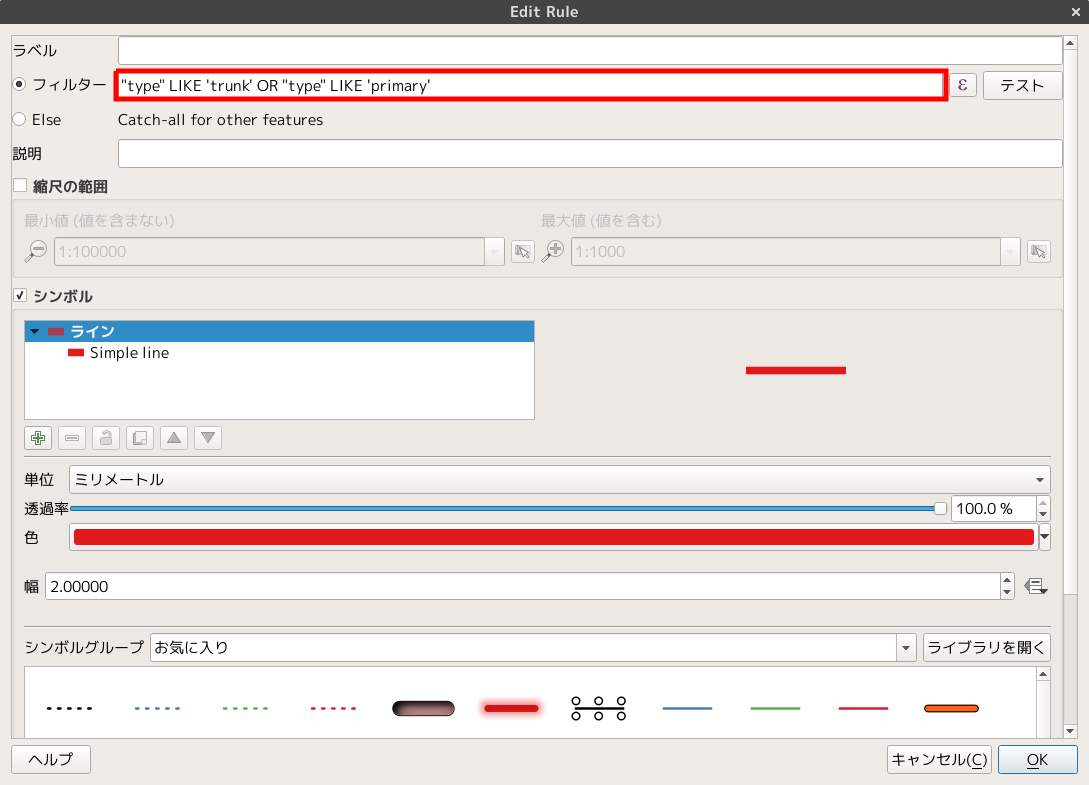 Edit Rule
ラベル
フィルター "type" LIKE 'trunk' OR "type" LIKE 'primary' ε テスト
Else Catch-all for other features
説明
縮尺の範囲
最小値 (値を含まない) 最大値 (値を含む)
1:100000 1:1000
シンボル
ライン
Simple line
単位 ミリメートル
透過率 100.0 %
色
幅 2.00000
シンボルグループ お気に入り ライブラリを開く
ヘルプ キャンセル(C) OK